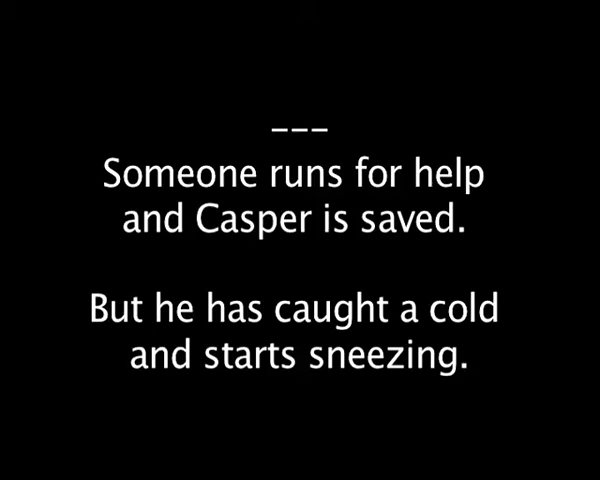 ---
Someone runs for help
and Casper is saved.
But he has caught a cold
and starts sneezing.